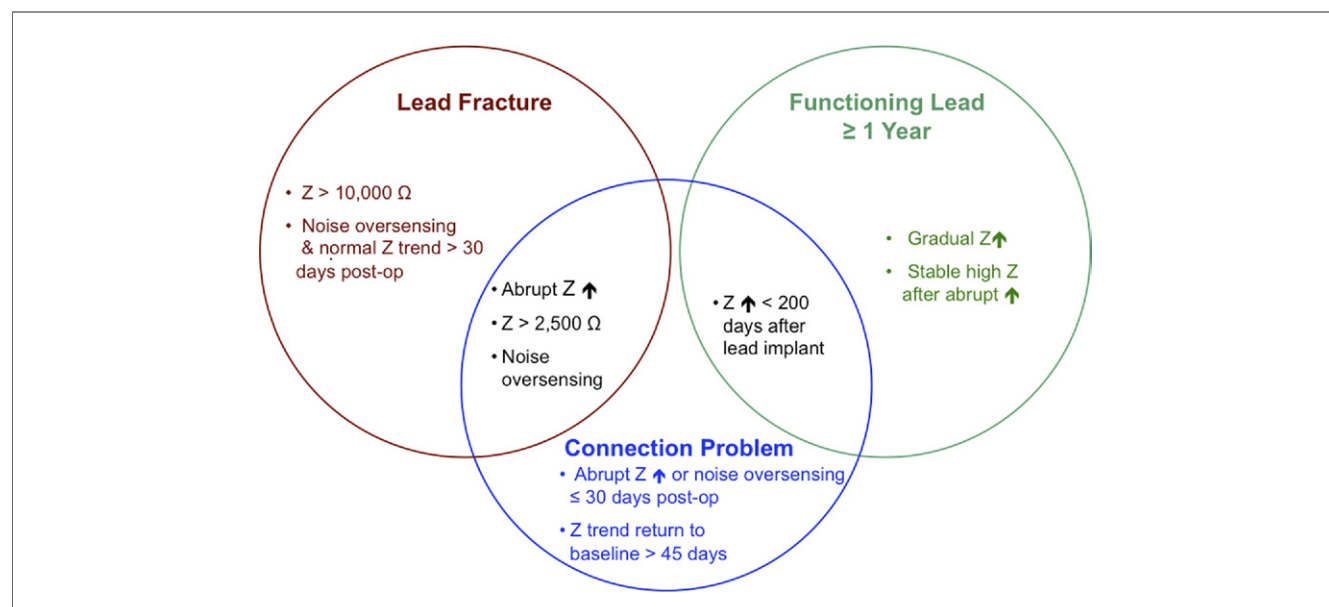 Lead Fracture
• Z > 10,000 Ω
• Noise oversensing
& normal Z trend > 30
days post-op
Functioning Lead
≥ 1 Year
• Gradual Z↑
• Stable high Z
after abrupt ↑
• Abrupt Z ↑
• Z > 2,500 Ω
• Noise
oversensing
• Z ↑ < 200
days after
lead implant
Connection Problem
• Abrupt Z ↑ or noise oversensing
≤ 30 days post-op
• Z trend return to
baseline > 45 days